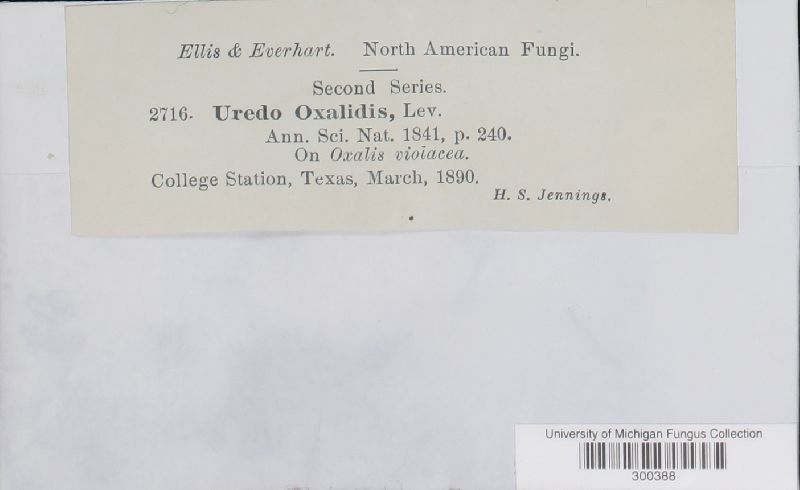 Ellis & Everhart. North American Fungi.
Second Series.
2716. Uredo Oxalidis, Lev.
Ann. Sci. Nat. 1841, p. 240.
On Oxalis violacea.
College Station, Texas, March, 1890.
H. S. Jennings.
University of Michigan Fungus Collection
300388